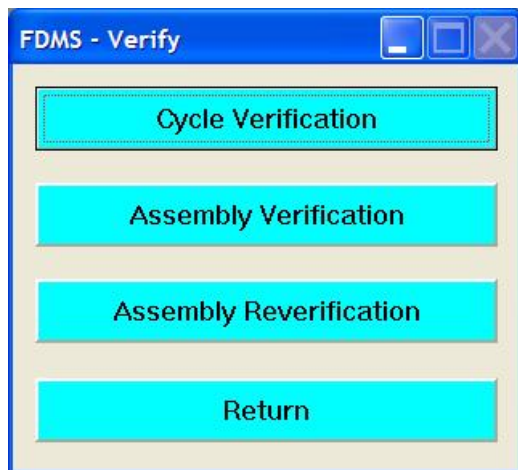 FDMS - Verify
Cycle Verification
Assembly Verification
Assembly Reverification
Return